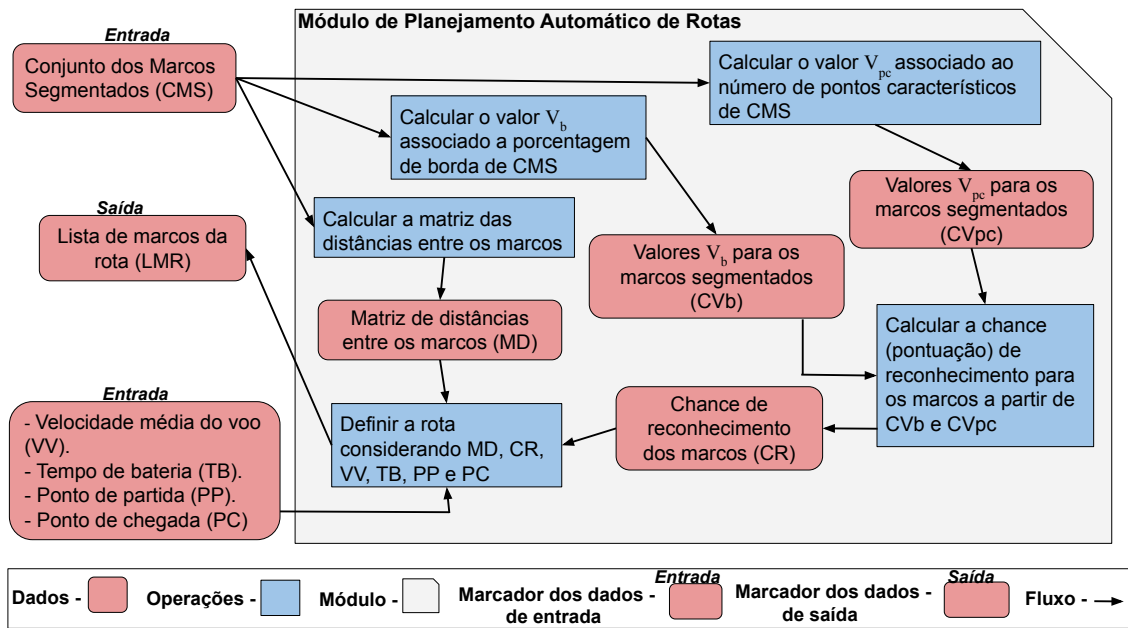 Entrada
Conjunto dos Marcos
Segmentados (CMS)
Módulo de Planejamento Automático de Rotas
Calcular o valor V_pc associado ao
número de pontos característicos
de CMS
Calcular o valor V_b
associado a porcentagem
de borda de CMS
Calcular a matriz das
distâncias entre os marcos
Saída
Lista de marcos da
rota (LMR)
Valores V_pc para os
marcos segmentados
(CVpc)
Valores V_b para os
marcos segmentados
(CVb)
Matriz de distâncias
entre os marcos (MD)
Calcular a chance
(pontuação) de
reconhecimento para
os marcos a partir de
CVb e CVpc
Entrada
- Velocidade média do voo
(VV).
- Tempo de bateria (TB).
- Ponto de partida (PP).
- Ponto de chegada (PC)
Definir a rota
considerando MD, CR,
VV, TB, PP e PC
Chance de
reconhecimento
dos marcos (CR)
Dados -
Operações -
Módulo -
Marcador dos dados -
de entrada
Entrada
Marcador dos dados -
de saída
Saída
Fluxo -